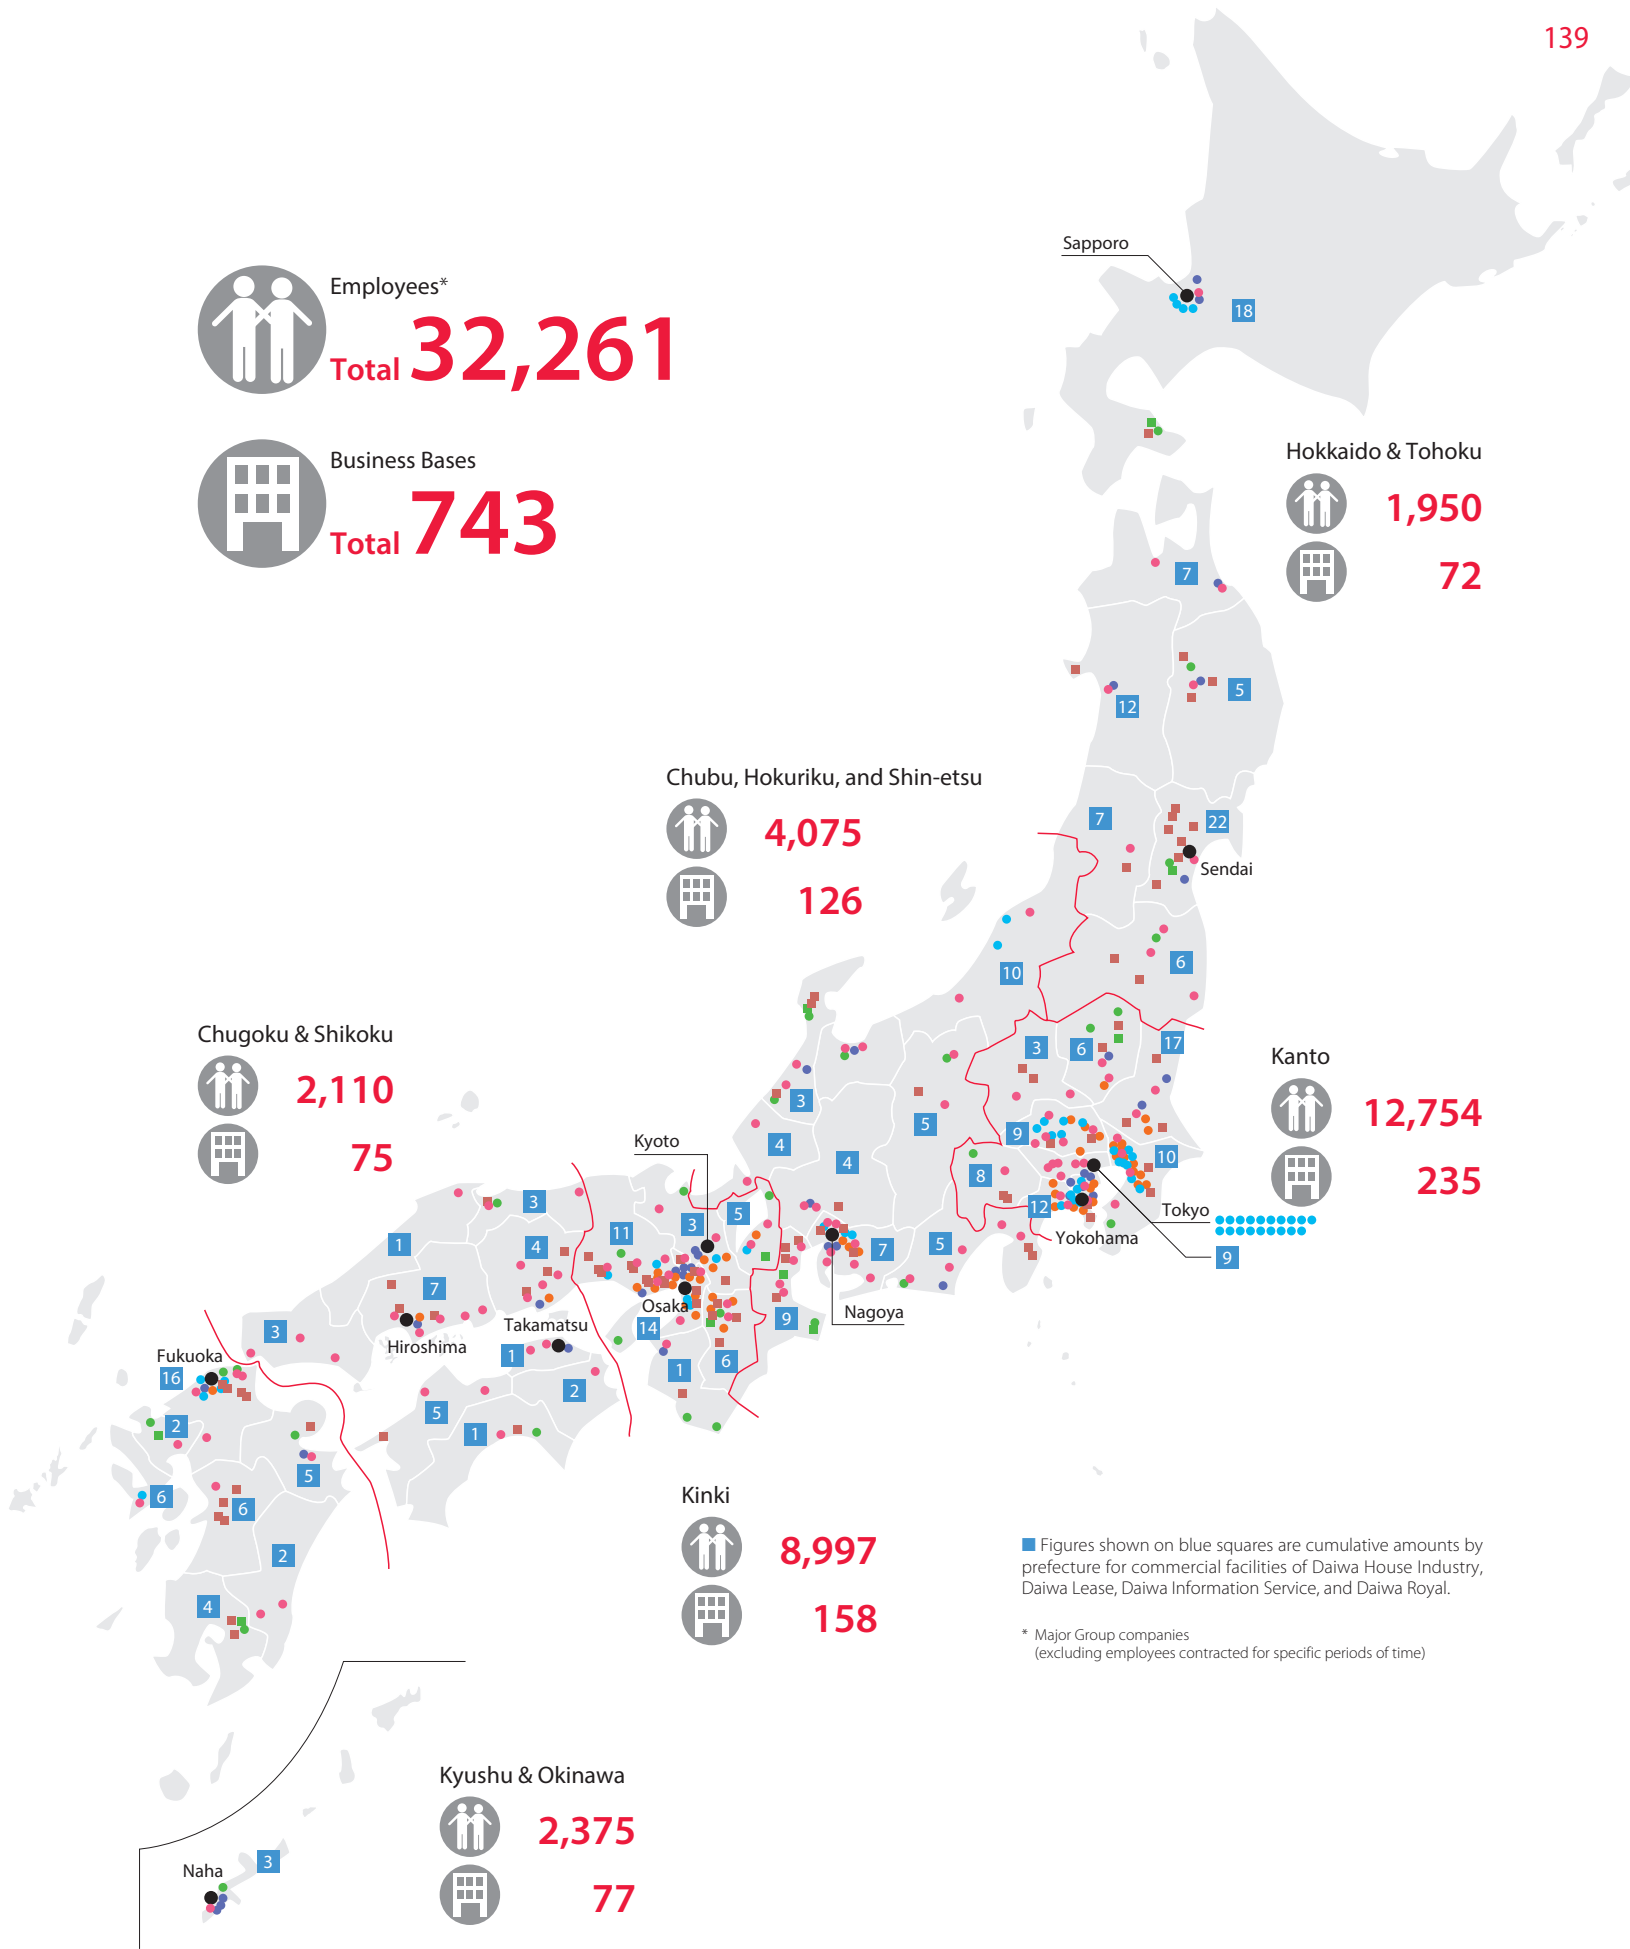 139
Sapporo
18
Employees*
Total 32,261
Business Bases
Total 743
Hokkaido & Tohoku
1,950
72
7
5
12
7
22
Sendai
6
Chubu, Hokuriku, and Shin-etsu
4,075
126
10
3
4
4
5
7
5
9
Nagoya
Kanto
12,754
235
3
6
17
9
10
8
12
Tokyo
9
Yokohama
Chugoku & Shikoku
2,110
75
3
1
4
7
3
Hiroshima
Takamatsu
1
2
5
1
Kyoto
11
3
5
Osaka
14
1
6
Fukuoka
16
2
5
6
6
2
4
Kinki
8,997
158
Figures shown on blue squares are cumulative amounts by
prefecture for commercial facilities of Daiwa House Industry,
Daiwa Lease, Daiwa Information Service, and Daiwa Royal.
* Major Group companies
(excluding employees contracted for specific periods of time)
Kyushu & Okinawa
2,375
77
Naha
3